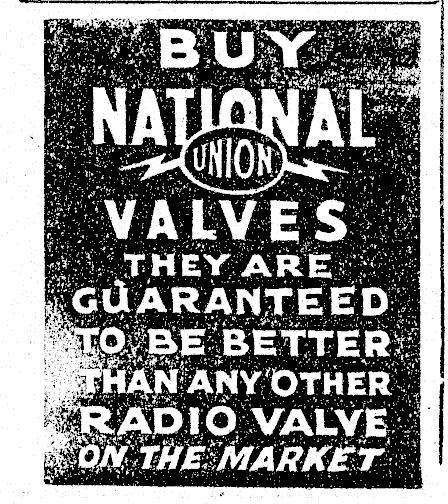 BUY
NATIONAL
UNION
VALVES
THEY ARE
GUARANTEED
TO BE BETTER
THAN ANY OTHER
RADIO VALVE
ON THE MARKET